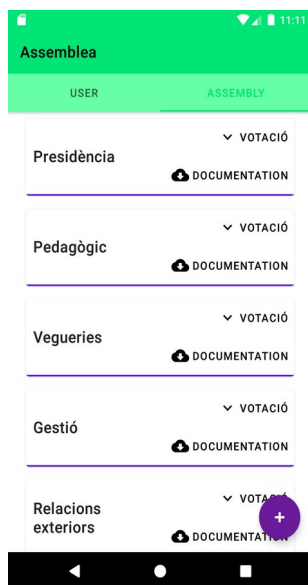 11:11
Assemblea
USER ASSEMBLY
VOTACIÓ
Presidència
DOCUMENTATION
VOTACIÓ
Pedagògic
DOCUMENTATION
VOTACIÓ
Vegueries
DOCUMENTATION
VOTACIÓ
Gestió
DOCUMENTATION
VOTACIÓ
Relacions
exteriors
DOCUMENTATION